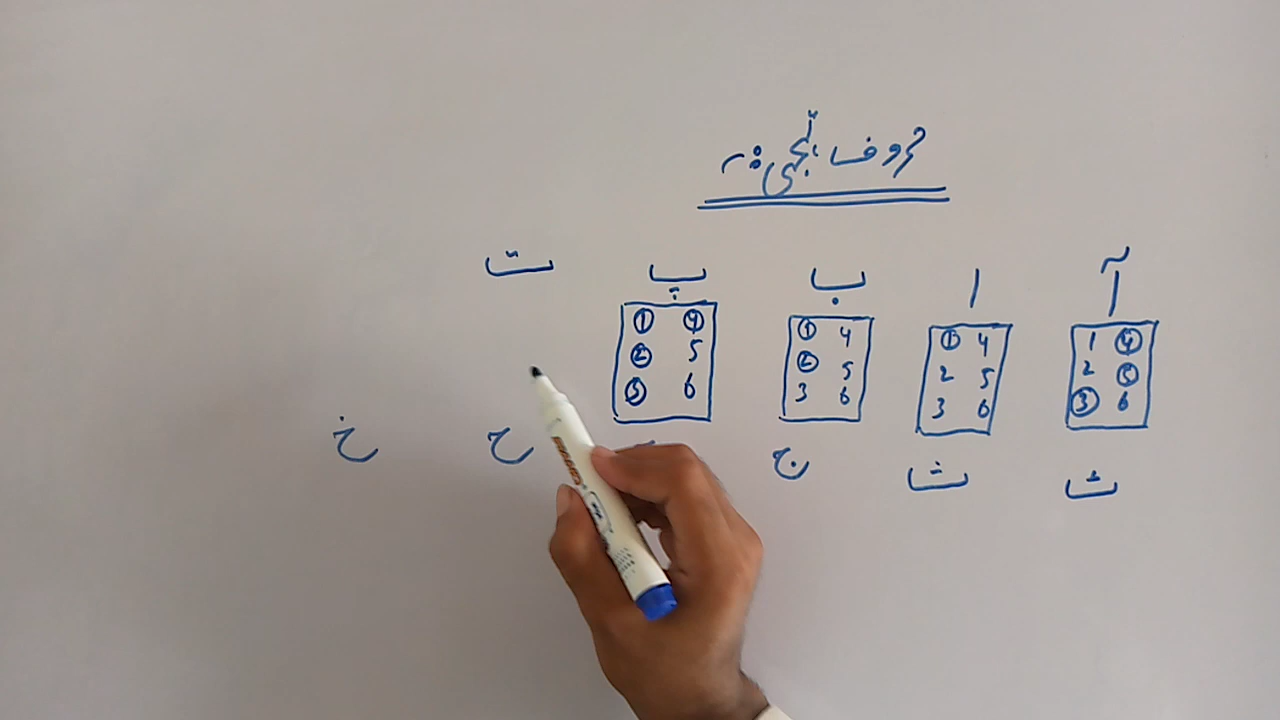 حروف تہجی:۔
آ ا ب پ ت
1 4 1 4 1 4 1 4
2 5 2 5 2 5 2 5
3 6 3 6 3 6 3 6
ٹ ث ج ح خ